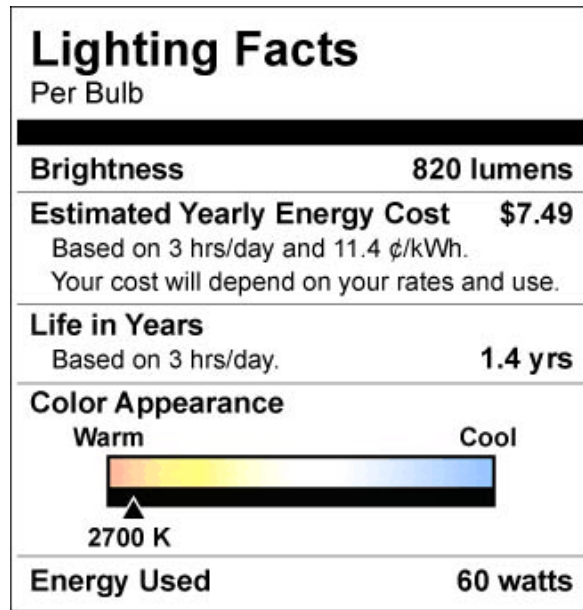 Lighting Facts
Per Bulb
Brightness 820 lumens
Estimated Yearly Energy Cost $7.49
Based on 3 hrs/day and 11.4 ¢/kWh.
Your cost will depend on your rates and use.
Life in Years
Based on 3 hrs/day. 1.4 yrs
Color Appearance
Warm Cool
2700 K
Energy Used 60 watts